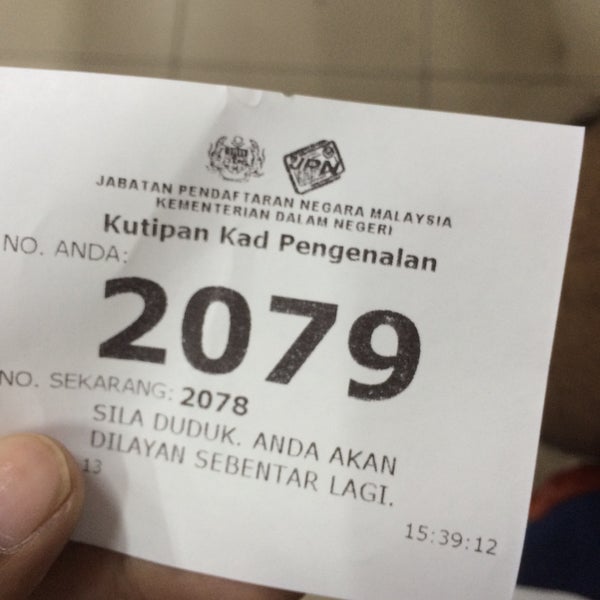 JPN
JABATAN PENDAFTARAN NEGARA MALAYSIA
KEMENTERIAN DALAM NEGERI
Kutipan Kad Pengenalan
NO. ANDA:
2079
NO. SEKARANG: 2078
SILA DUDUK. ANDA AKAN
DILAYAN SEBENTAR LAGI.
13
15:39:12